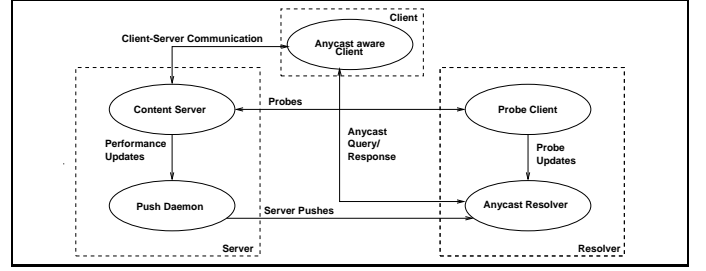 Client
Client-Server Communication
Anycast aware
Client
Content Server
Probes
Probe Client
Performance
Updates
Anycast
Query/
Response
Probe
Updates
Push Daemon
Server Pushes
Anycast Resolver
Server
Resolver